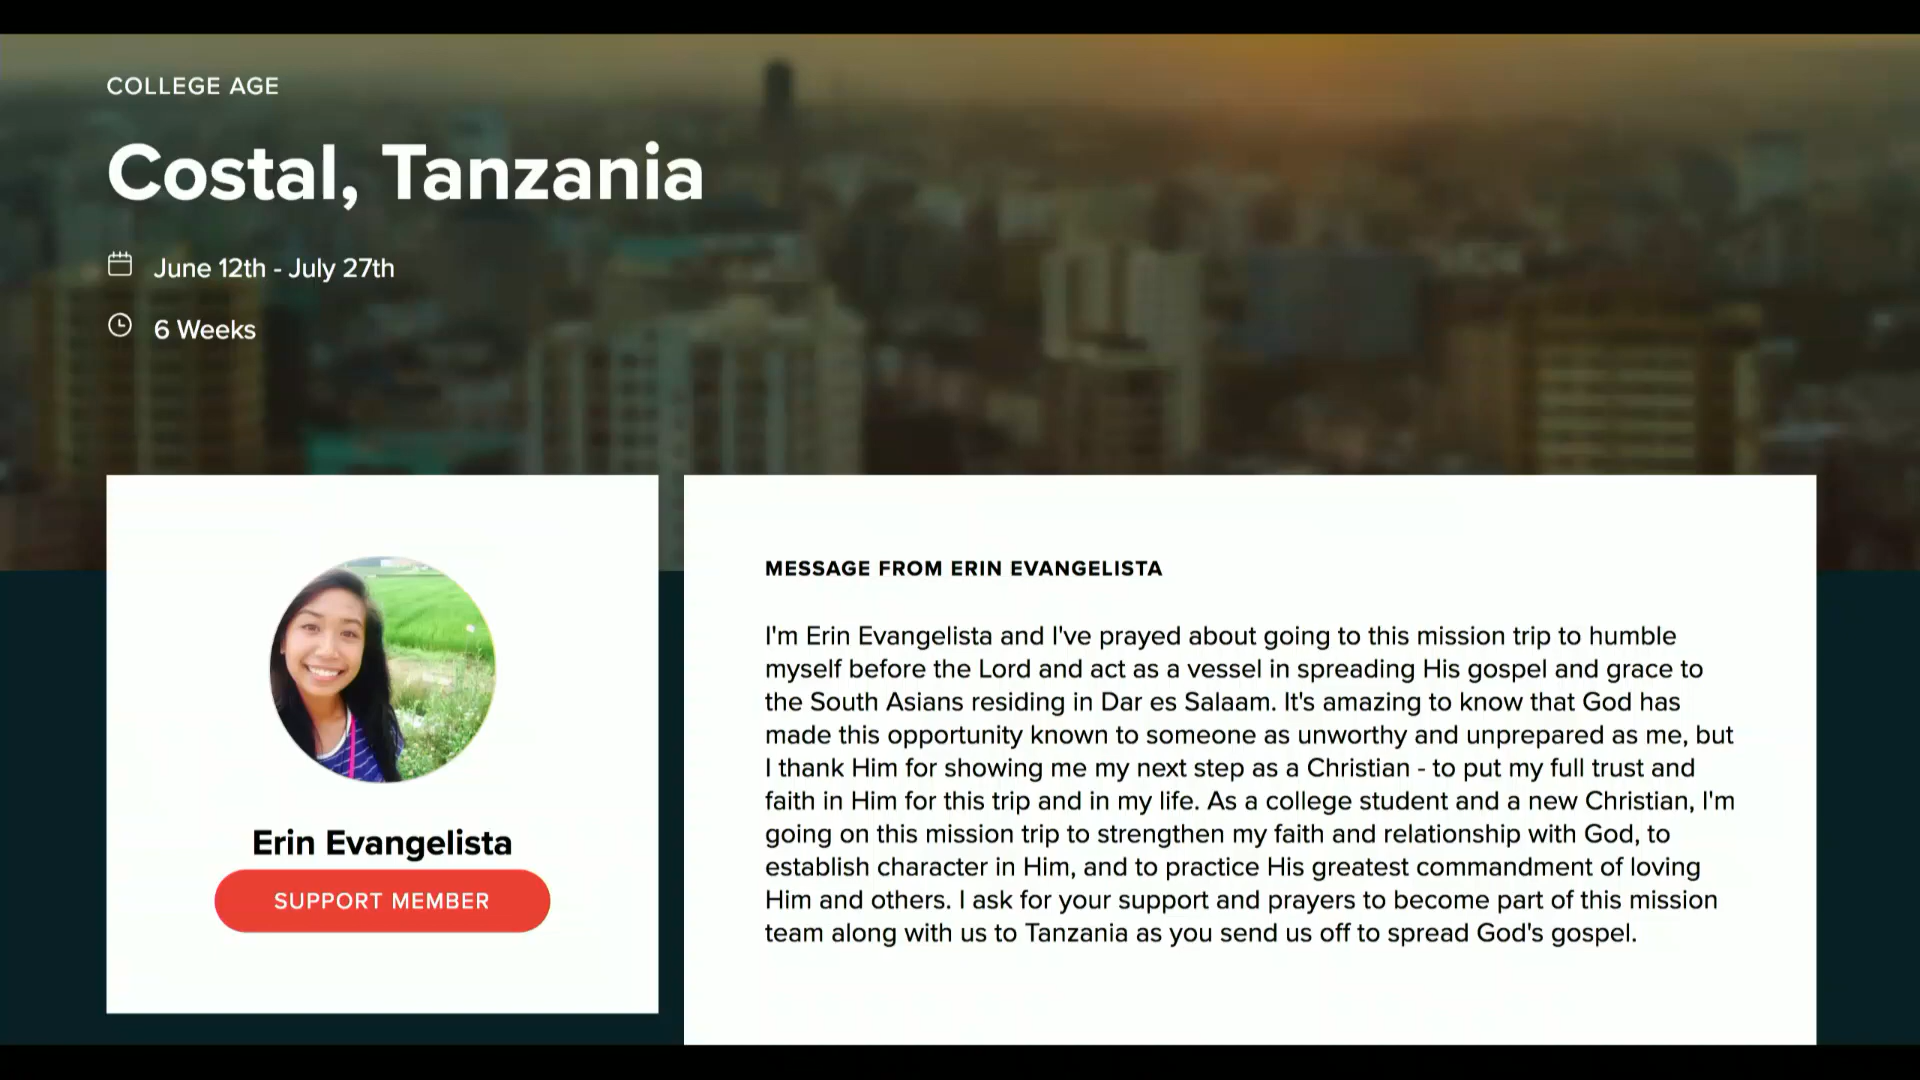 COLLEGE AGE
Costal, Tanzania
June 12th - July 27th
6 Weeks
Erin Evangelista
SUPPORT MEMBER
MESSAGE FROM ERIN EVANGELISTA
I'm Erin Evangelista and I've prayed about going to this mission trip to humble
myself before the Lord and act as a vessel in spreading His gospel and grace to
the South Asians residing in Dar es Salaam. It's amazing to know that God has
made this opportunity known to someone as unworthy and unprepared as me, but
I thank Him for showing me my next step as a Christian - to put my full trust and
faith in Him for this trip and in my life. As a college student and a new Christian, I'm
going on this mission trip to strengthen my faith and relationship with God, to
establish character in Him, and to practice His greatest commandment of loving
Him and others. I ask for your support and prayers to become part of this mission
team along with us to Tanzania as you send us off to spread God's gospel.